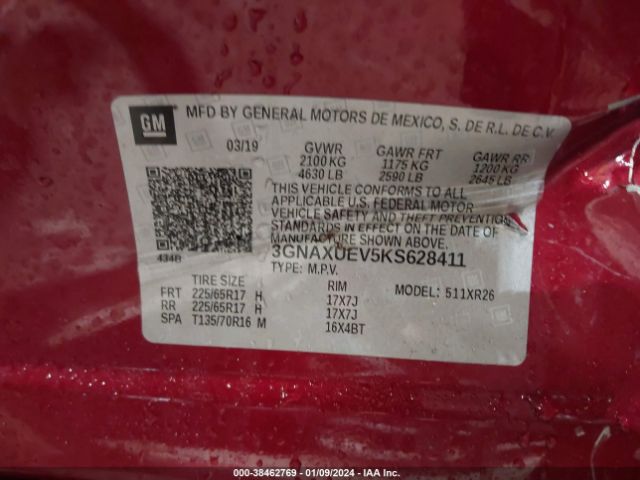 GM
MFD BY GENERAL MOTORS DE MEXICO, S. DE R.L. DE C.V.
03/19 GVWR GAWR FRT GAWR RR
2100 KG 1175 KG 1200 KG
4630 LB 2590 LB 2645 LB
THIS VEHICLE CONFORMS TO ALL
APPLICABLE U.S. FEDERAL MOTOR
VEHICLE SAFETY AND THEFT PREVENTION
STANDARDS IN EFFECT ON THE DATE OF
MANUFACTURE SHOWN ABOVE.
434B 3GNAXUEV5KS628411
TYPE: M.P.V.
TIRE SIZE RIM MODEL: 511XR26
FRT 225/65R17 H 17X7J
RR 225/65R17 H 17X7J
SPA T135/70R16 M 16X4BT
0-38462769 - 01/09/2024 - IAA Inc.